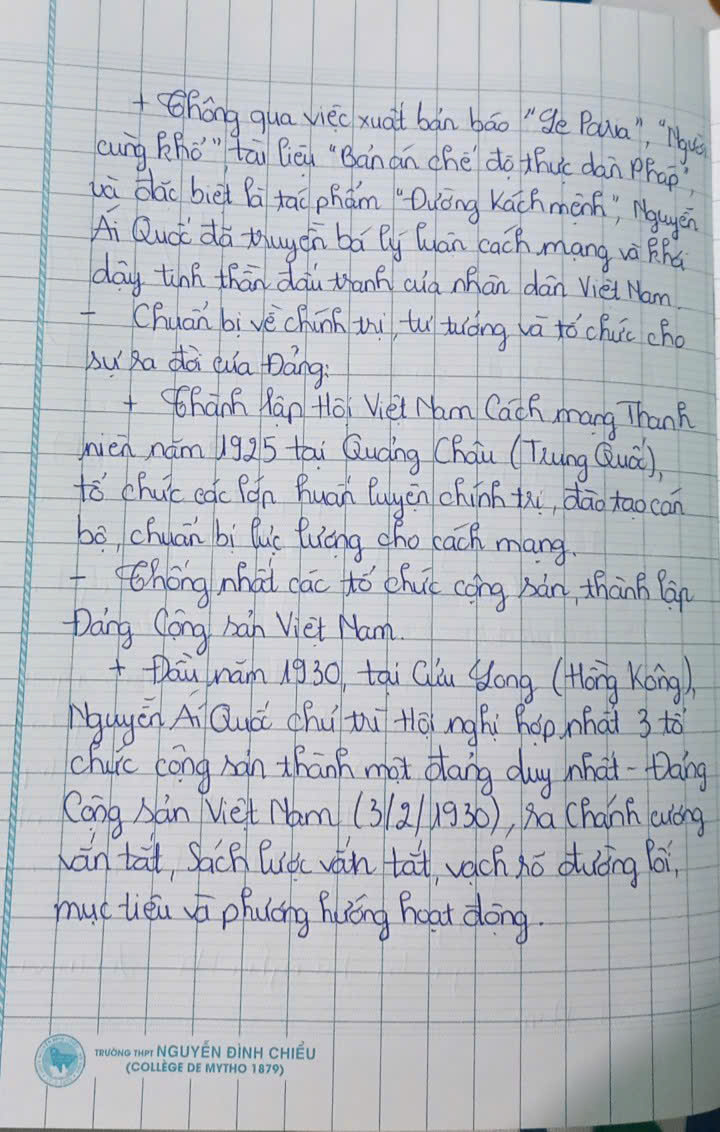 + Thông qua việc xuất bản báo "Le Paria", "Người
cùng khổ", tài liệu "Bản án chế độ thực dân Pháp",
và đặc biệt là tác phẩm "Đường Kách mệnh", Nguyễn
Ái Quốc đã truyền bá lý luận cách mạng và khơi
dậy tinh thần đấu tranh của nhân dân Việt Nam.
- Chuẩn bị về chính trị, tư tưởng và tổ chức cho
sự ra đời của Đảng:
+ Thành lập Hội Việt Nam Cách mạng Thanh
niên năm 1925 tại Quảng Châu (Trung Quốc),
tổ chức các lớp huấn luyện chính trị, đào tạo cán
bộ, chuẩn bị lực lượng cho cách mạng.
- Thống nhất các tổ chức cộng sản, thành lập
Đảng Cộng sản Việt Nam.
+ Đầu năm 1930, tại Cửu Long (Hồng Kông),
Nguyễn Ái Quốc chủ trì Hội nghị hợp nhất 3 tổ
chức cộng sản thành một đảng duy nhất - Đảng
Cộng sản Việt Nam (3/2/1930), ra Chánh cương
vắn tắt, Sách lược vắn tắt, vạch rõ đường lối,
mục tiêu và phương hướng hoạt động.
TRƯỜNG THPT NGUYỄN ĐÌNH CHIỂU
(COLLÈGE DE MYTHO 1879)